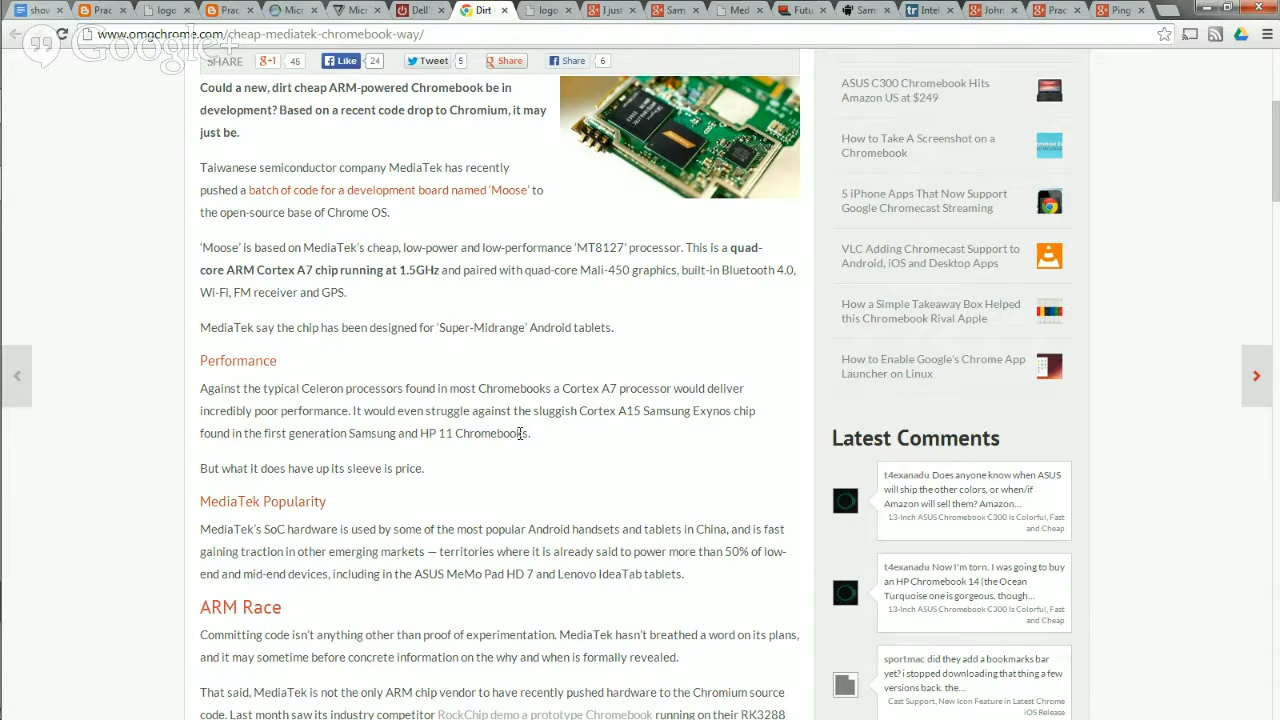 shov
Prac
logo
Prac
Micr
Micr
Dell'
Dirt
logo
I just
Sam
Med
Futu
Sam
Intel
John
Prac
Ping
www.omgchrome.com/cheap-mediatek-chromebook-way/
Google+
SHARE
+1 45
Like 24
Tweet 5
Share
Share 6
Could a new, dirt cheap ARM-powered Chromebook be in
development? Based on a recent code drop to Chromium, it may
just be.
Taiwanese semiconductor company MediaTek has recently
pushed a batch of code for a development board named 'Moose' to
the open-source base of Chrome OS.
'Moose' is based on MediaTek's cheap, low-power and low-performance 'MT8127' processor. This is a quad-
core ARM Cortex A7 chip running at 1.5GHz and paired with quad-core Mali-450 graphics, built-in Bluetooth 4.0,
Wi-Fi, FM receiver and GPS.
MediaTek say the chip has been designed for 'Super-Midrange' Android tablets.
Performance
Against the typical Celeron processors found in most Chromebooks a Cortex A7 processor would deliver
incredibly poor performance. It would even struggle against the sluggish Cortex A15 Samsung Exynos chip
found in the first generation Samsung and HP 11 Chromebooks.
But what it does have up its sleeve is price.
MediaTek Popularity
MediaTek's SoC hardware is used by some of the most popular Android handsets and tablets in China, and is fast
gaining traction in other emerging markets — territories where it is already said to power more than 50% of low-
end and mid-end devices, including in the ASUS MeMo Pad HD 7 and Lenovo IdeaTab tablets.
ARM Race
Committing code isn't anything other than proof of experimentation. MediaTek hasn't breathed a word on its plans,
and it may sometime before concrete information on the why and when is formally revealed.
That said, MediaTek is not the only ARM chip vendor to have recently pushed hardware to the Chromium source
code. Last month saw its industry competitor RockChip demo a prototype Chromebook running on their RK3288
ASUS C300 Chromebook Hits
Amazon US at $249
How to Take A Screenshot on a
Chromebook
5 iPhone Apps That Now Support
Google Chromecast Streaming
VLC Adding Chromecast Support to
Android, iOS and Desktop Apps
How a Simple Takeaway Box Helped
this Chromebook Rival Apple
How to Enable Google's Chrome App
Launcher on Linux
Latest Comments
t4exanadu Does anyone know when ASUS
will ship the other colors, or when/if
Amazon will sell them? Amazon...
13-Inch ASUS Chromebook C300 Is Colorful, Fast
and Cheap
t4exanadu Now I'm torn. I was going to buy
an HP Chromebook 14 (the Ocean
Turquoise one is gorgeous, though...
13-Inch ASUS Chromebook C300 Is Colorful, Fast
and Cheap
sportmac did they add a bookmarks bar
yet? i stopped downloading that thing a few
versions back. the...
Cast Support, New Icon Feature in Latest Chrome
iOS Release